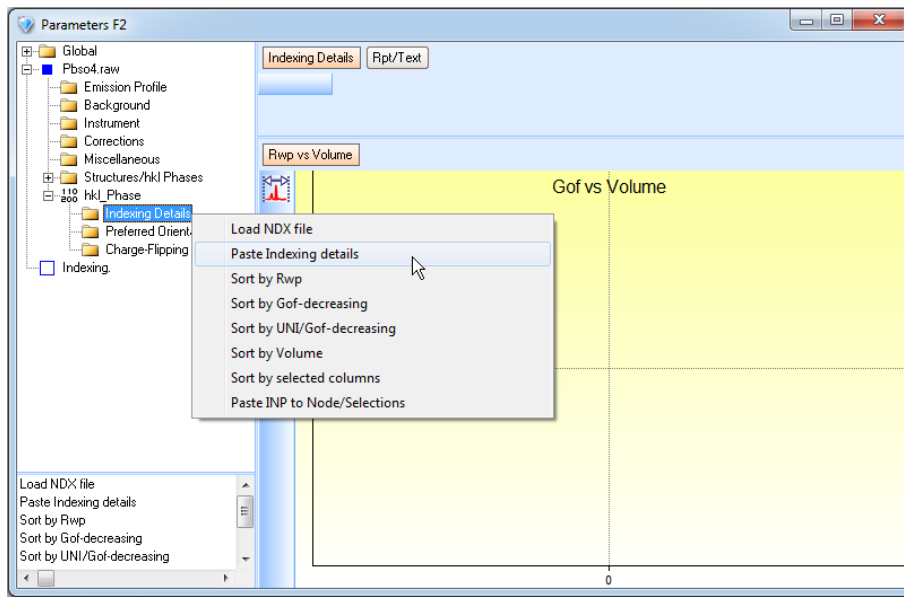 Parameters F2
Global
Pbso4.raw
Emission Profile
Background
Instrument
Corrections
Miscellaneous
Structures/hkl Phases
110
200
hkl_Phase
Indexing Details
Preferred Orient
Charge-Flipping
Indexing.
Indexing Details
Rpt/Text
Rwp vs Volume
Gof vs Volume
0
Load NDX file
Paste Indexing details
Sort by Rwp
Sort by Gof-decreasing
Sort by UNI/Gof-decreasing
Sort by Volume
Sort by selected columns
Paste INP to Node/Selections
Load NDX file
Paste Indexing details
Sort by Rwp
Sort by Gof-decreasing
Sort by UNI/Gof-decreasing